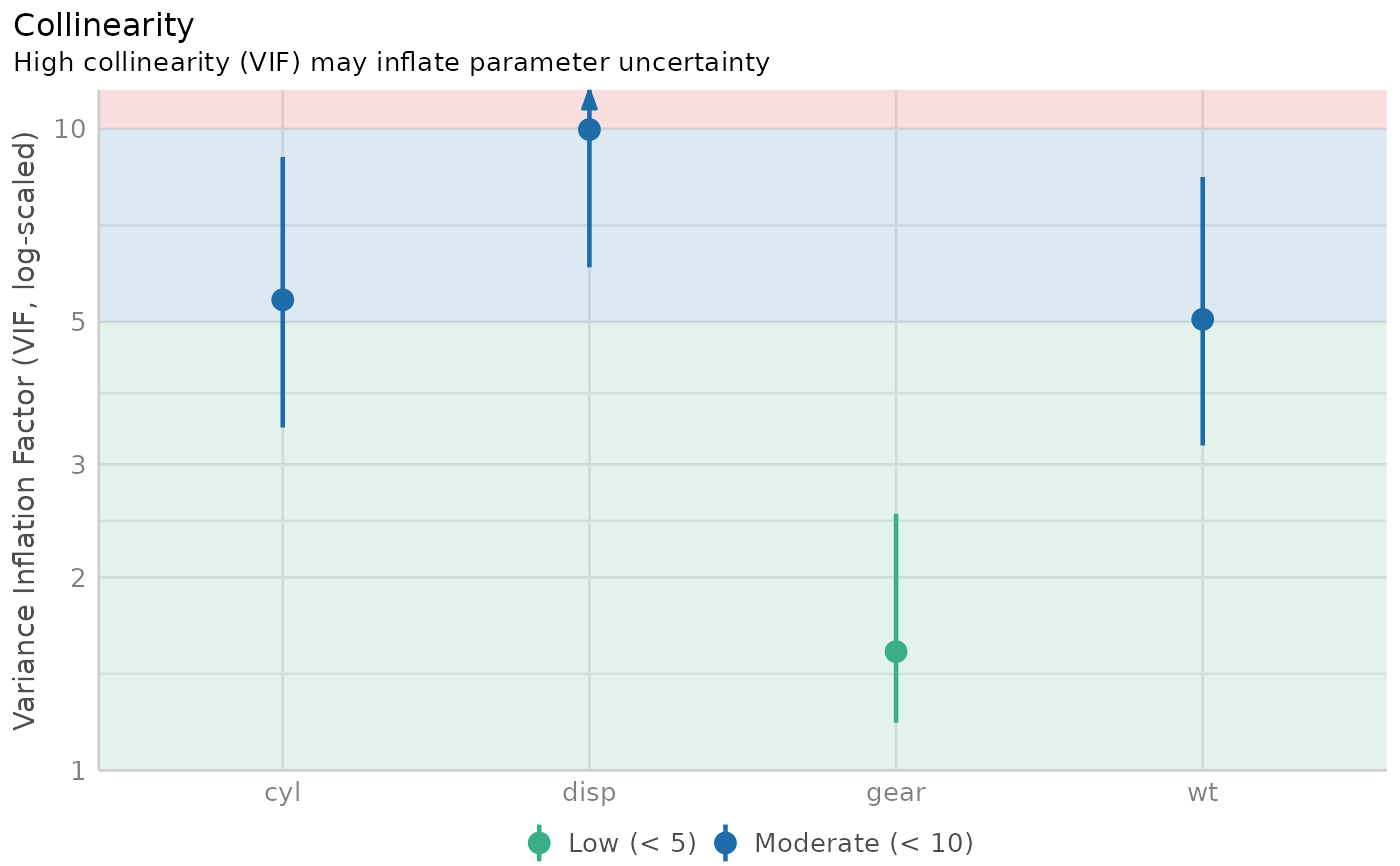 Collinearity
High collinearity (VIF) may inflate parameter uncertainty
Variance Inflation Factor (VIF, log-scaled)
10
5
3
2
1
cyl
disp
gear
wt
Low (< 5)
Moderate (< 10)